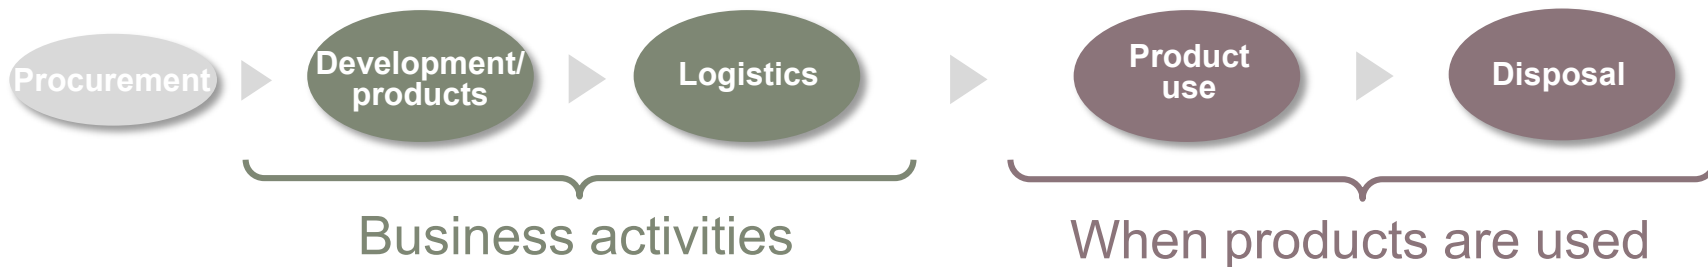 Procurement
Development/
products
Logistics
Product
use
Disposal
Business activities
When products are used